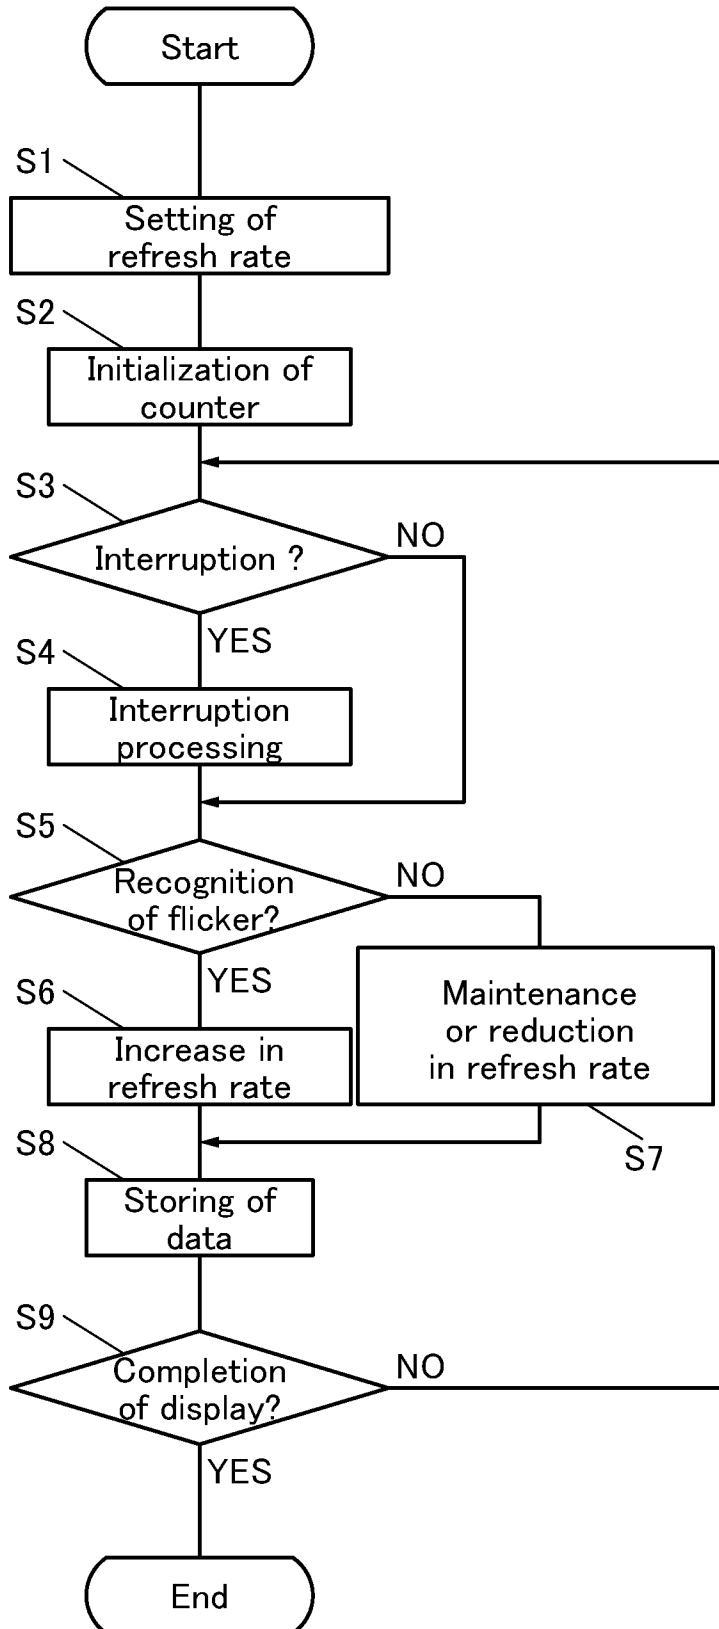 Start
S1
Setting of
refresh rate
S2
Initialization of
counter
S3
Interruption ?
NO
YES
S4
Interruption
processing
S5
Recognition
of flicker?
NO
YES
S6
Increase in
refresh rate
Maintenance
or reduction
in refresh rate
S7
S8
Storing of
data
S9
Completion
of display?
NO
YES
End